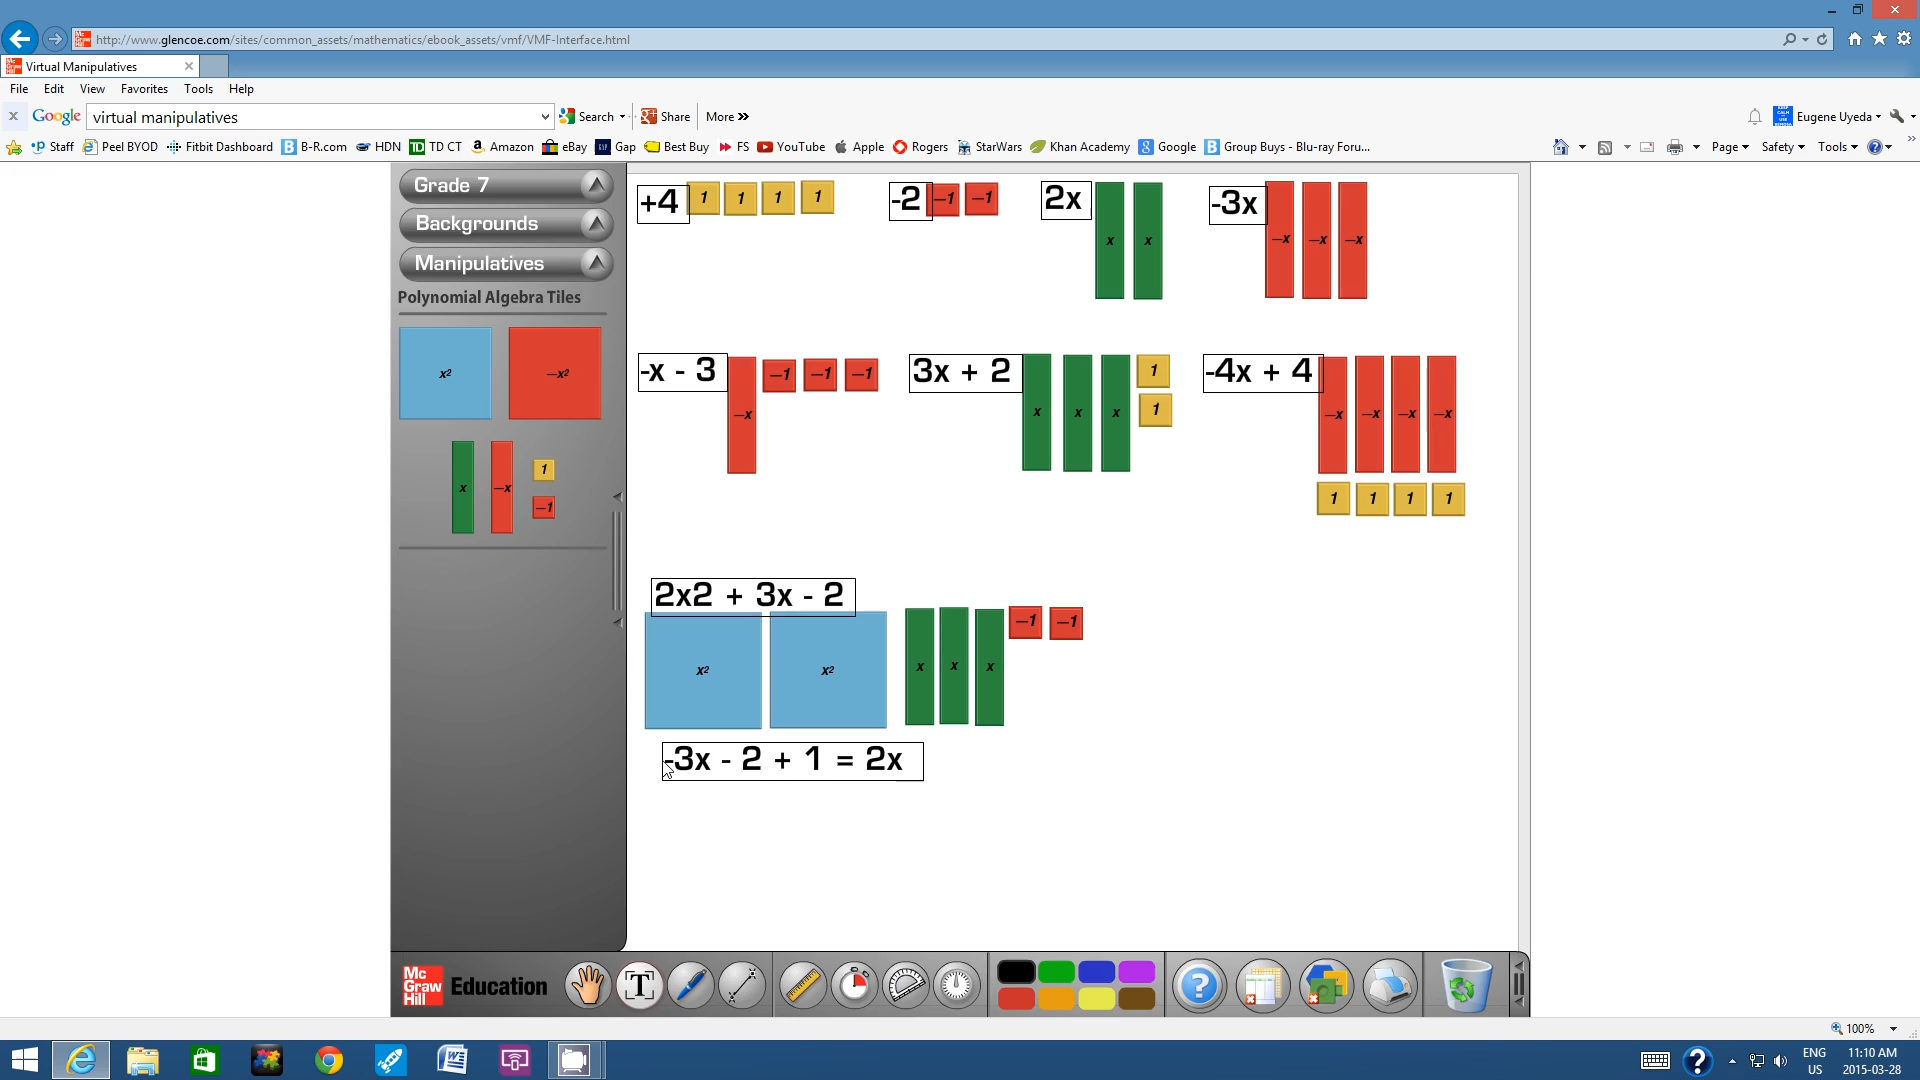 http://www.glencoe.com/sites/common_assets/mathematics/ebook_assets/vmf/VMF-Interface.html
Virtual Manipulatives
File Edit View Favorites Tools Help
Google virtual manipulatives Search Share More »
Eugene Uyeda
Staff Peel BYOD Fitbit Dashboard B-R.com HDN TD CT Amazon eBay Gap Best Buy FS YouTube Apple Rogers StarWars Khan Academy Google Group Buys - Blu-ray Foru...
Page Safety Tools
Grade 7
Backgrounds
Manipulatives
Polynomial Algebra Tiles
x² –x²
x –x 1
–1
+4 1 1 1 1 -2 –1 –1 2x x x -3x –x –x –x
-x - 3 –x –1 –1 –1 3x + 2 x x x 1 1 -4x + 4 –x –x –x –x
1 1 1 1
2x2 + 3x - 2
x² x² x x x –1 –1
-3x - 2 + 1 = 2x
Mc Graw Hill Education T
100%
ENG US
11:10 AM
2015-03-28